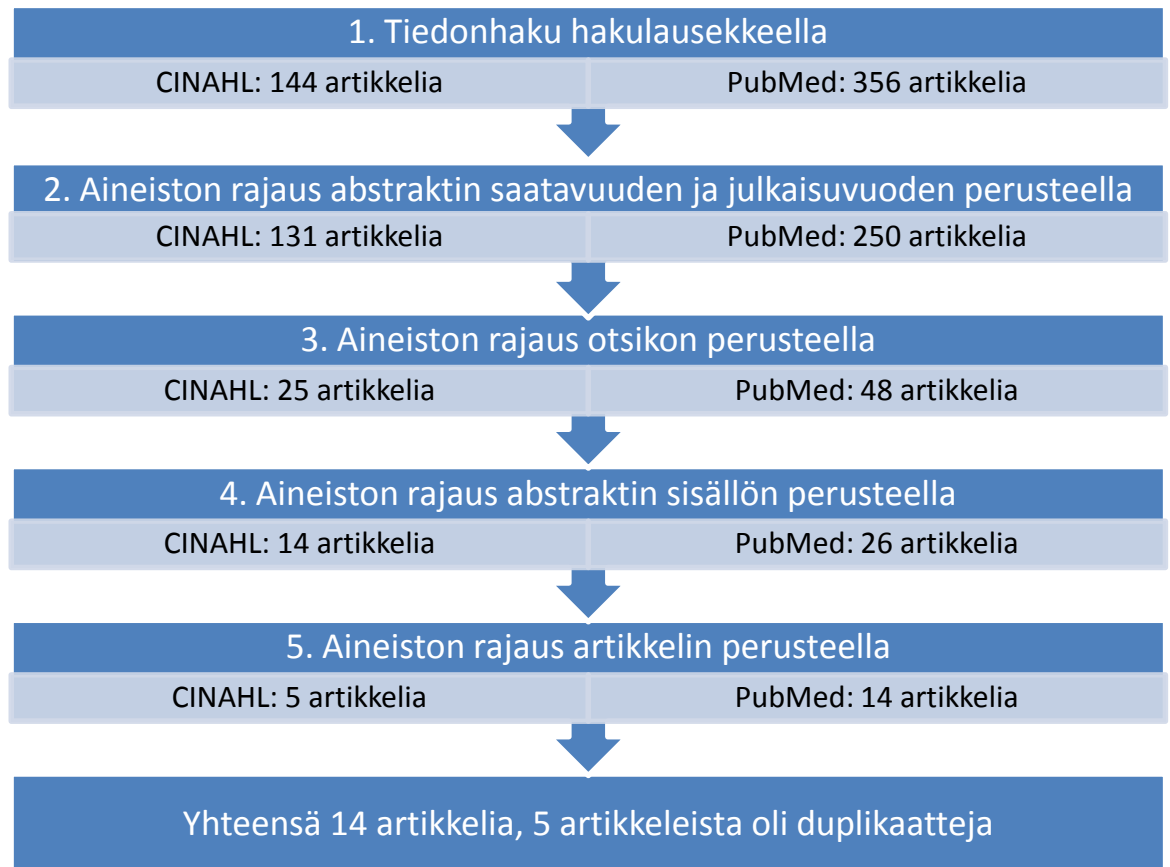 1. Tiedonhaku hakulausekkeella
CINAHL: 144 artikkelia PubMed: 356 artikkelia
2. Aineiston rajaus abstraktin saatavuuden ja julkaisuvuoden perusteella
CINAHL: 131 artikkelia PubMed: 250 artikkelia
3. Aineiston rajaus otsikon perusteella
CINAHL: 25 artikkelia PubMed: 48 artikkelia
4. Aineiston rajaus abstraktin sisällön perusteella
CINAHL: 14 artikkelia PubMed: 26 artikkelia
5. Aineiston rajaus artikkelin perusteella
CINAHL: 5 artikkelia PubMed: 14 artikkelia
Yhteensä 14 artikkelia, 5 artikkeleista oli duplikaatteja